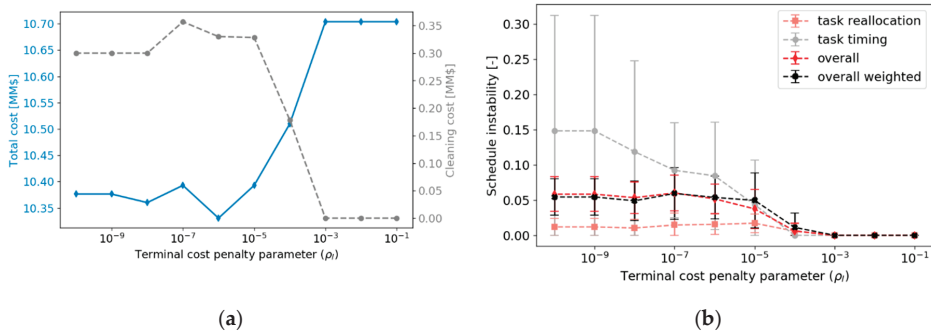 10.70
10.65
10.60
10.55
10.50
10.45
10.40
10.35
Total cost [MM$]
0.35
0.30
0.25
0.20
0.15
0.10
0.05
0.00
Cleaning cost [MM$]
10⁻⁹ 10⁻⁷ 10⁻⁵ 10⁻³ 10⁻¹
Terminal cost penalty parameter (ρₗ)
(a)
task reallocation
task timing
overall
overall weighted
0.30
0.25
0.20
0.15
0.10
0.05
0.00
Schedule instability [-]
10⁻⁹ 10⁻⁷ 10⁻⁵ 10⁻³ 10⁻¹
Terminal cost penalty parameter (ρₗ)
(b)